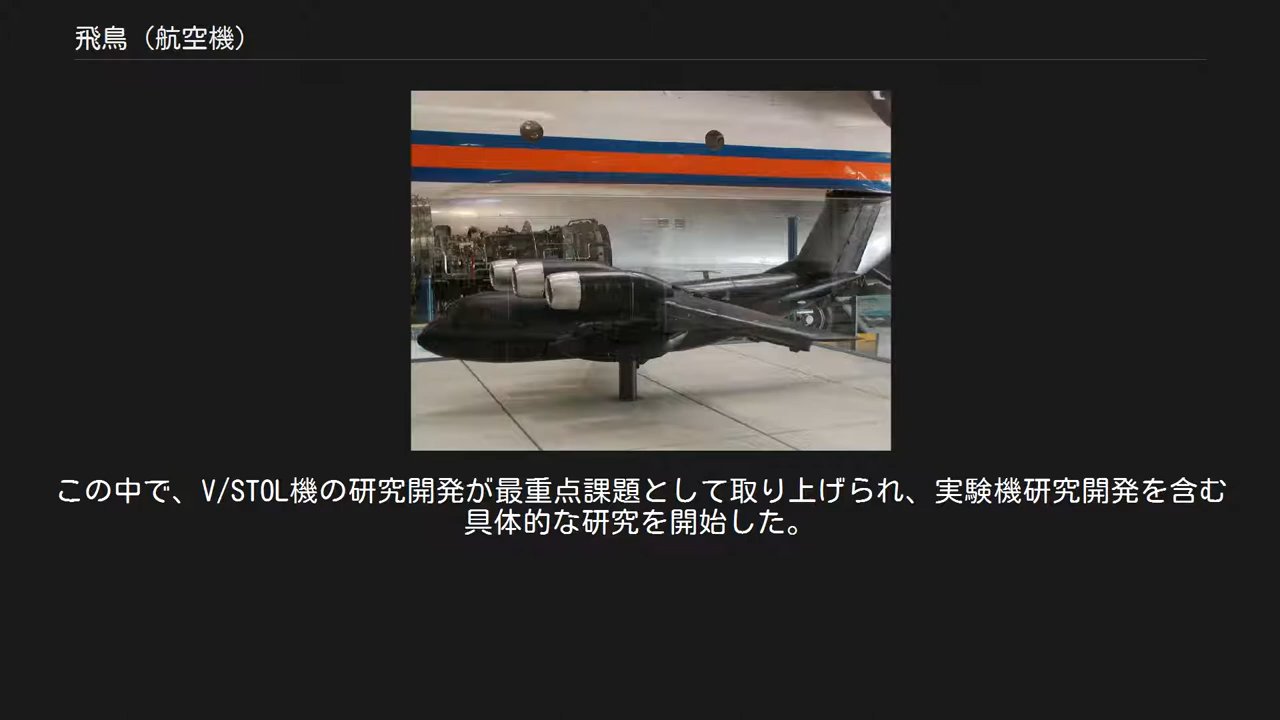 飛鳥（航空機）
この中で、V/STOL機の研究開発が最重点課題として取り上げられ、実験機研究開発を含む
具体的な研究を開始した。